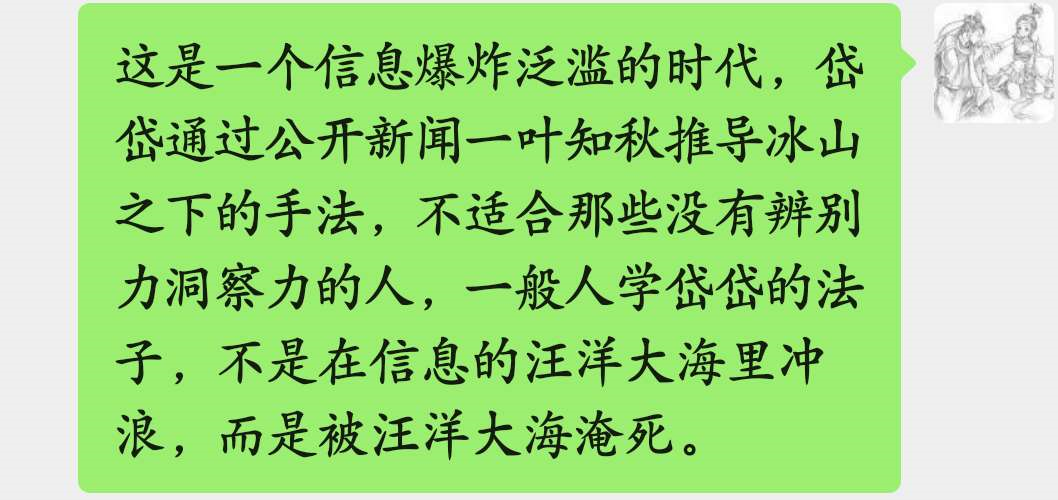 这是一个信息爆炸泛滥的时代，岱
岱通过公开新闻一叶知秋推导冰山
之下的手法，不适合那些没有辨别
力洞察力的人，一般人学岱岱的法
子，不是在信息的汪洋大海里冲
浪，而是被汪洋大海淹死。